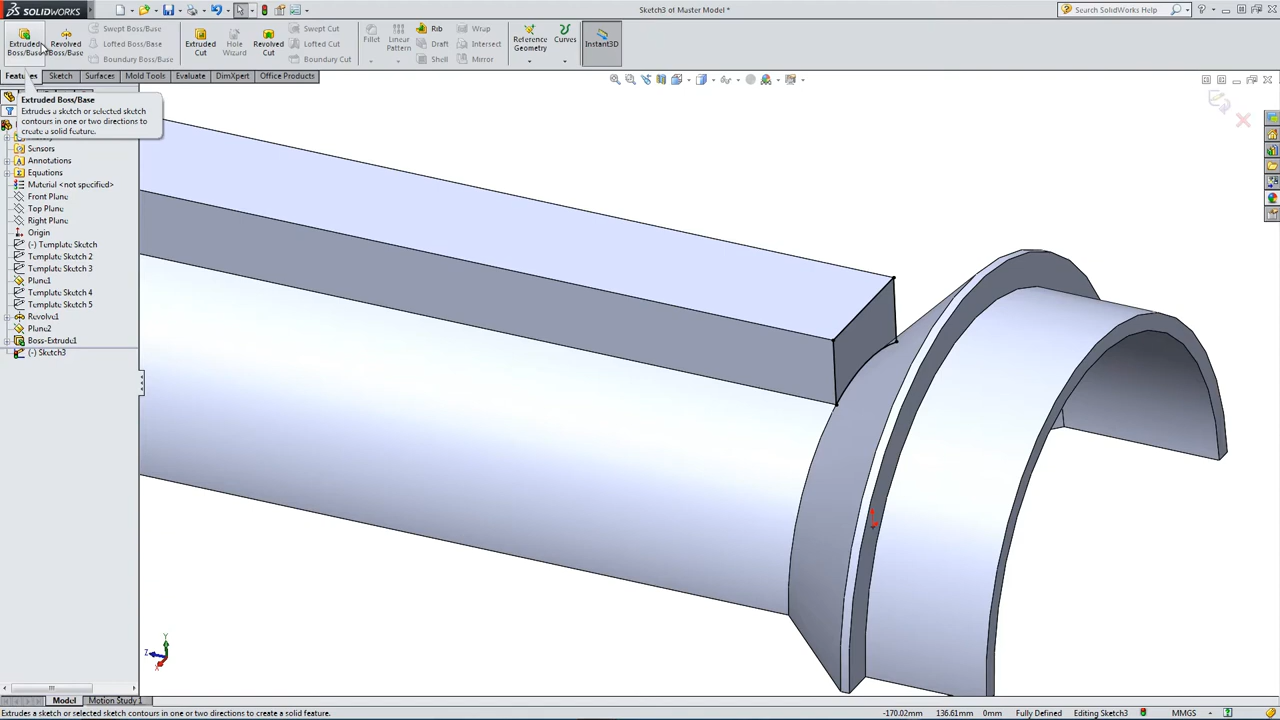 SOLIDWORKS
Sketch3 of Master Model *
Search SolidWorks Help
Extruded Boss/Base
Revolved Boss/Base
Swept Boss/Base
Lofted Boss/Base
Boundary Boss/Base
Extruded Cut
Hole Wizard
Revolved Cut
Swept Cut
Lofted Cut
Boundary Cut
Fillet
Linear Pattern
Rib
Draft
Shell
Wrap
Intersect
Mirror
Reference Geometry
Curves
Instant3D
Features
Sketch
Surfaces
Mold Tools
Evaluate
DimXpert
Office Products
Extruded Boss/Base
Extrudes a sketch or selected sketch
contours in one or two directions to
create a solid feature.
Sensors
Annotations
Equations
Material <not specified>
Front Plane
Top Plane
Right Plane
Origin
(-) Template Sketch
Template Sketch 2
Template Sketch 3
Plane1
Template Sketch 4
Template Sketch 5
Revolve1
Plane2
Boss-Extrude1
(-) Sketch3
Y
Z
X
Model
Motion Study 1
Extrudes a sketch or selected sketch contours in one or two directions to create a solid feature.
-170.02mm 136.61mm 0mm Fully Defined Editing Sketch3 MMGS